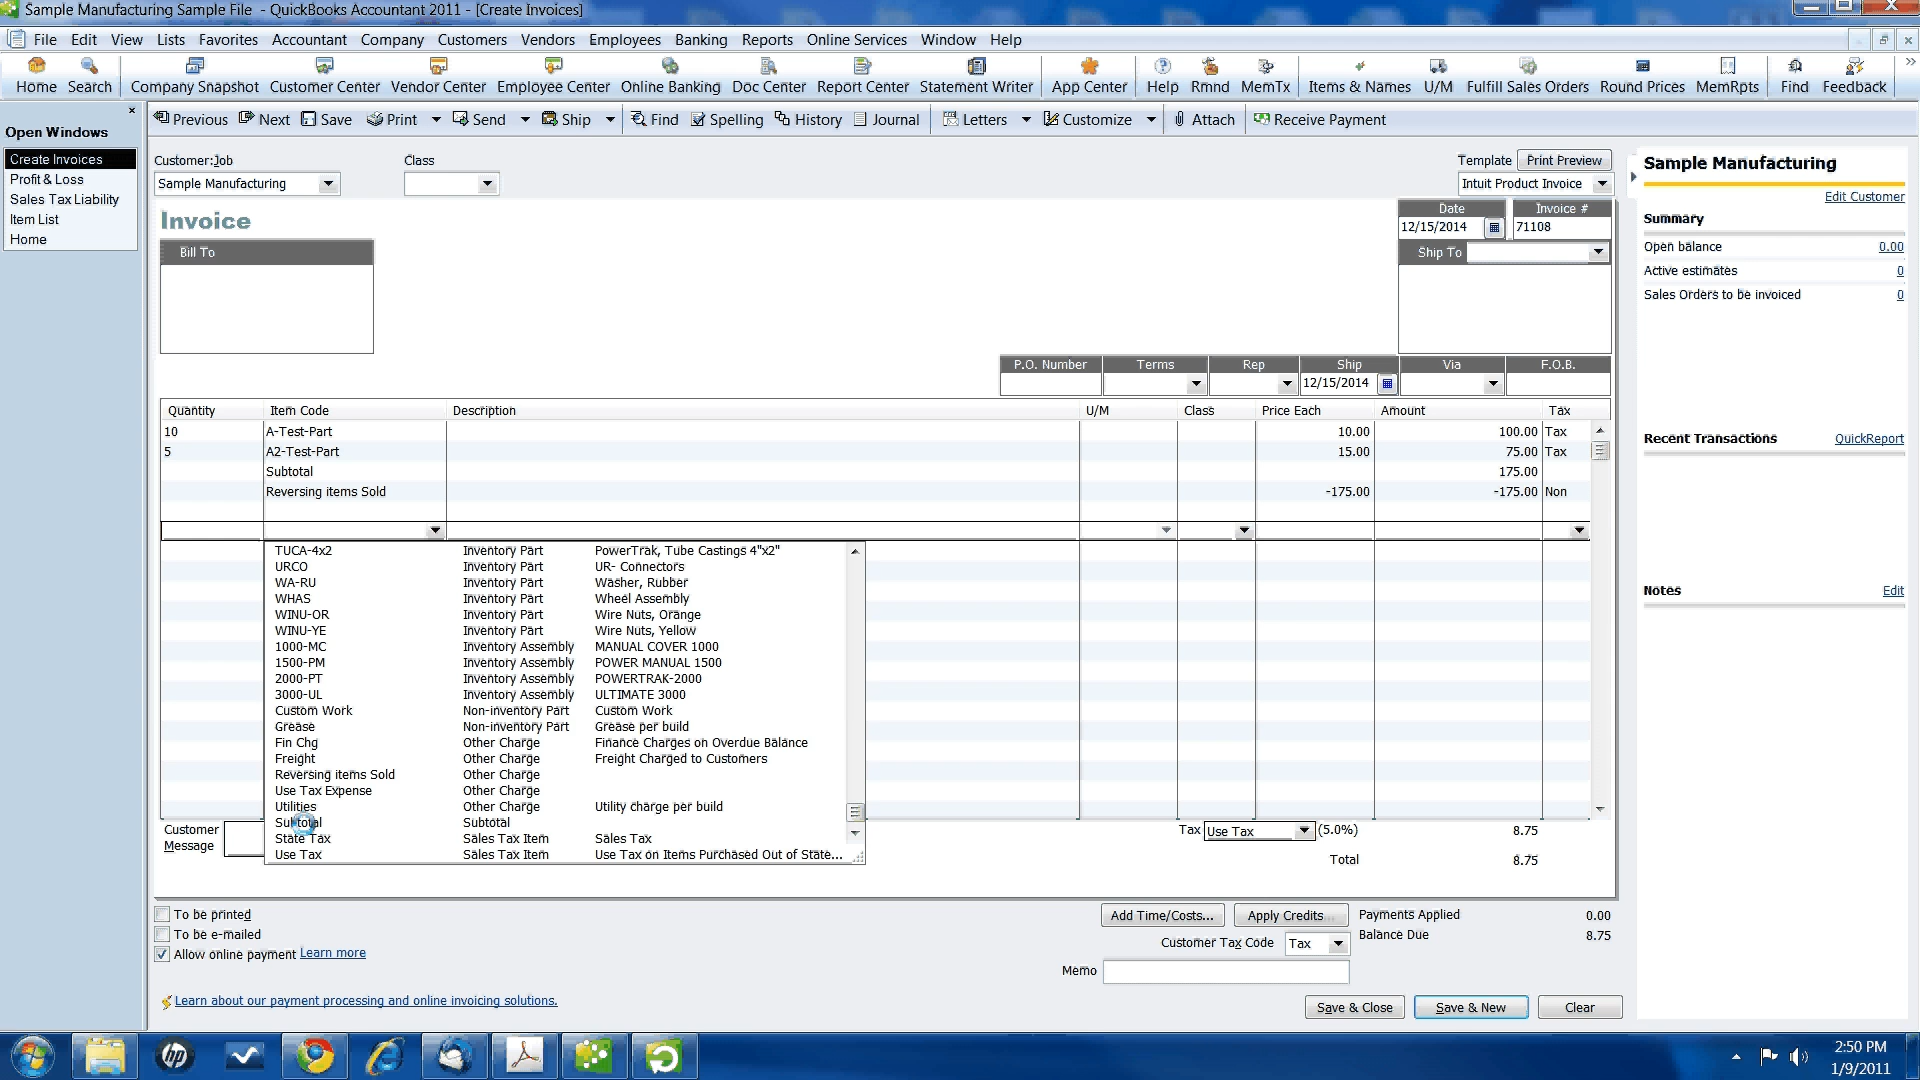 Sample Manufacturing Sample File - QuickBooks Accountant 2011 - [Create Invoices]
File Edit View Lists Favorites Accountant Company Customers Vendors Employees Banking Reports Online Services Window Help
Home Search Company Snapshot Customer Center Vendor Center Employee Center Online Banking Doc Center Report Center Statement Writer App Center Help Rmnd MemTx Items & Names U/M Fulfill Sales Orders Round Prices MemRpts Find Feedback
Open Windows
Create Invoices
Profit & Loss
Sales Tax Liability
Item List
Home
Previous Next Save Print Send Ship Find Spelling History Journal Letters Customize Attach Receive Payment
Customer:Job Class Template Print Preview
Sample Manufacturing Intuit Product Invoice
Invoice
Date Invoice #
12/15/2014 71108
Bill To Ship To
P.O. Number Terms Rep Ship Via F.O.B.
12/15/2014
Quantity Item Code Description U/M Class Price Each Amount Tax
10 A-Test-Part 10.00 100.00 Tax
5 A2-Test-Part 15.00 75.00 Tax
Subtotal 175.00
Reversing items Sold -175.00 -175.00 Non
TUCA-4x2 Inventory Part PowerTrak, Tube Castings 4"x2"
URCO Inventory Part UR- Connectors
WA-RU Inventory Part Washer, Rubber
WHAS Inventory Part Wheel Assembly
WINU-OR Inventory Part Wire Nuts, Orange
WINU-YE Inventory Part Wire Nuts, Yellow
1000-MC Inventory Assembly MANUAL COVER 1000
1500-PM Inventory Assembly POWER MANUAL 1500
2000-PT Inventory Assembly POWERTRAK-2000
3000-UL Inventory Assembly ULTIMATE 3000
Custom Work Non-inventory Part Custom Work
Grease Non-inventory Part Grease per build
Fin Chg Other Charge Finance Charges on Overdue Balance
Freight Other Charge Freight Charged to Customers
Reversing items Sold Other Charge
Use Tax Expense Other Charge
Utilities Other Charge Utility charge per build
Subtotal Subtotal
State Tax Sales Tax Item Sales Tax
Use Tax Sales Tax Item Use Tax on Items Purchased Out of State...
Customer Message
Tax Use Tax (5.0%) 8.75
Total 8.75
To be printed
To be e-mailed
Allow online payment Learn more
Add Time/Costs... Apply Credits... Payments Applied 0.00
Customer Tax Code Tax Balance Due 8.75
Memo
Learn about our payment processing and online invoicing solutions.
Save & Close Save & New Clear
Sample Manufacturing
Edit Customer
Summary
Open balance 0.00
Active estimates 0
Sales Orders to be invoiced 0
Recent Transactions QuickReport
Notes Edit
hp
2:50 PM
1/9/2011